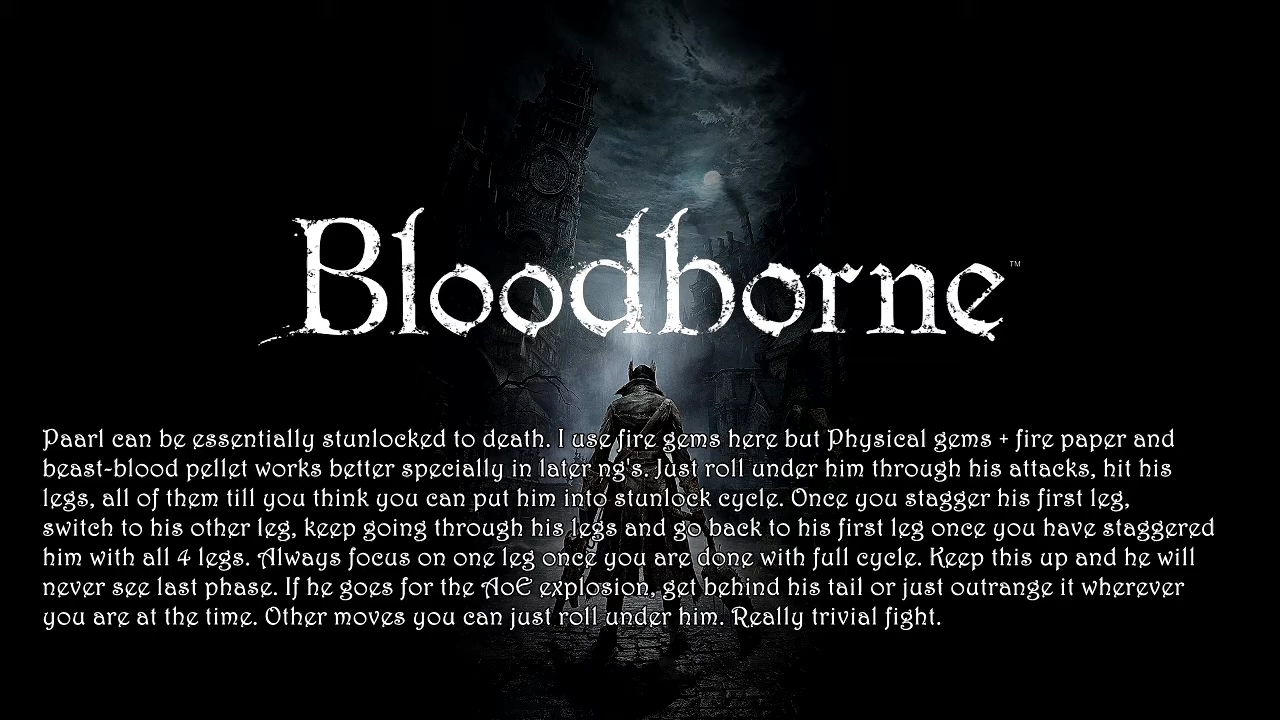 Bloodborne™
Paarl can be essentially stunlocked to death. I use fire gems here but Physical gems + fire paper and
beast-blood pellet works better specially in later ng's. Just roll under him through his attacks, hit his
legs, all of them till you think you can put him into stunlock cycle. Once you stagger his first leg,
switch to his other leg, keep going through his legs and go back to his first leg once you have staggered
him with all 4 legs. Always focus on one leg once you are done with full cycle. Keep this up and he will
never see last phase. If he goes for the AoE explosion, get behind his tail or just outrange it wherever
you are at the time. Other moves you can just roll under him. Really trivial fight.